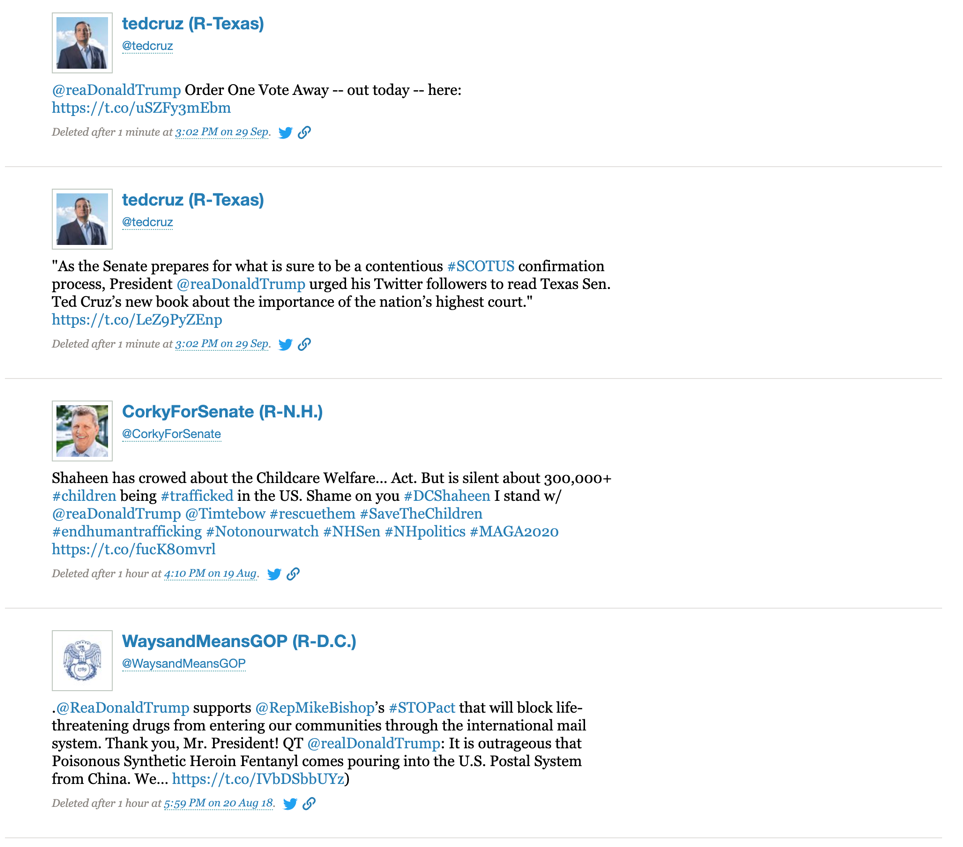 tedcruz (R-Texas)
@tedcruz
@reaDonaldTrump Order One Vote Away -- out today -- here:
https://t.co/uSZFy3mEbm
Deleted after 1 minute at 3:02 PM on 29 Sep.
tedcruz (R-Texas)
@tedcruz
"As the Senate prepares for what is sure to be a contentious #SCOTUS confirmation
process, President @reaDonaldTrump urged his Twitter followers to read Texas Sen.
Ted Cruz’s new book about the importance of the nation’s highest court."
https://t.co/LeZ9PyZEnp
Deleted after 1 minute at 3:02 PM on 29 Sep.
CorkyForSenate (R-N.H.)
@CorkyForSenate
Shaheen has crowed about the Childcare Welfare... Act. But is silent about 300,000+
#children being #trafficked in the US. Shame on you #DCShaheen I stand w/
@reaDonaldTrump @Timtebow #rescuethem #SaveTheChildren
#endhumantrafficking #Notonourwatch #NHSen #NHpolitics #MAGA2020
https://t.co/fucK80mvrl
Deleted after 1 hour at 4:10 PM on 19 Aug.
WaysandMeansGOP (R-D.C.)
@WaysandMeansGOP
.@ReaDonaldTrump supports @RepMikeBishop’s #STOPact that will block life-
threatening drugs from entering our communities through the international mail
system. Thank you, Mr. President! QT @realDonaldTrump: It is outrageous that
Poisonous Synthetic Heroin Fentanyl comes pouring into the U.S. Postal System
from China. We… https://t.co/IVbDSbbUYz)
Deleted after 1 hour at 5:59 PM on 20 Aug 18.